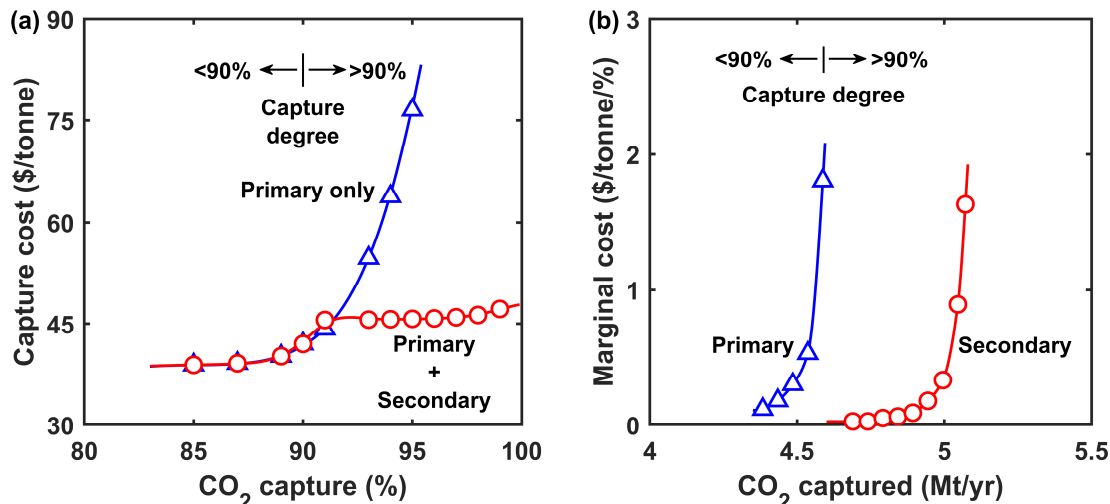 (a)
90
75
60
45
30
Capture cost ($/tonne)
<90%
>90%
Capture
degree
Primary only
Primary
+
Secondary
80
85
90
95
100
CO2 capture (%)
(b)
3
2
1
0
Marginal cost ($/tonne/%)
<90%
>90%
Capture degree
Primary
Secondary
4
4.5
5
5.5
CO2 captured (Mt/yr)